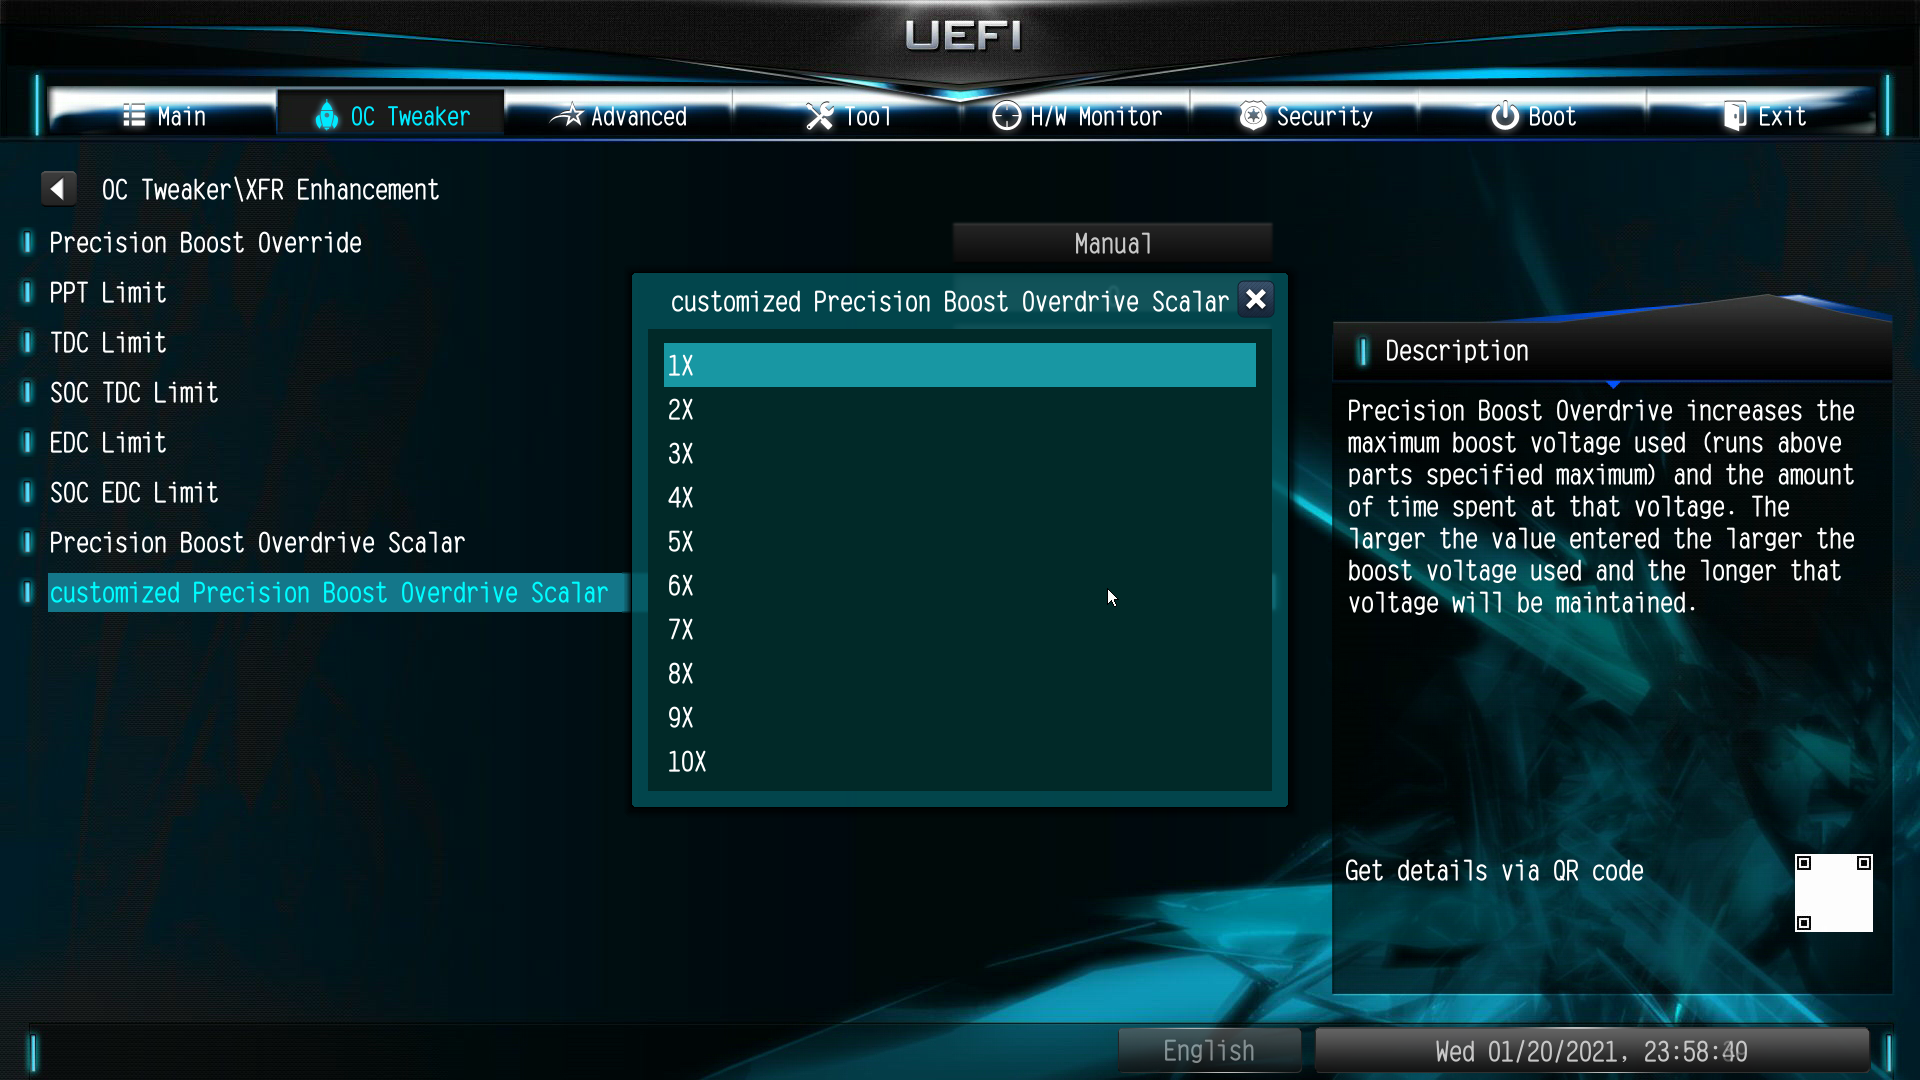 UEFI
Main
OC Tweaker
Advanced
Tool
H/W Monitor
Security
Boot
Exit
OC Tweaker\XFR Enhancement
Precision Boost Override
Manual
PPT Limit
TDC Limit
SOC TDC Limit
EDC Limit
SOC EDC Limit
Precision Boost Overdrive Scalar
customized Precision Boost Overdrive Scalar
customized Precision Boost Overdrive Scalar
1X
2X
3X
4X
5X
6X
7X
8X
9X
10X
Description
Precision Boost Overdrive increases the
maximum boost voltage used (runs above
parts specified maximum) and the amount
of time spent at that voltage. The
larger the value entered the larger the
boost voltage used and the longer that
voltage will be maintained.
Get details via QR code
English
Wed 01/20/2021, 23:58:40